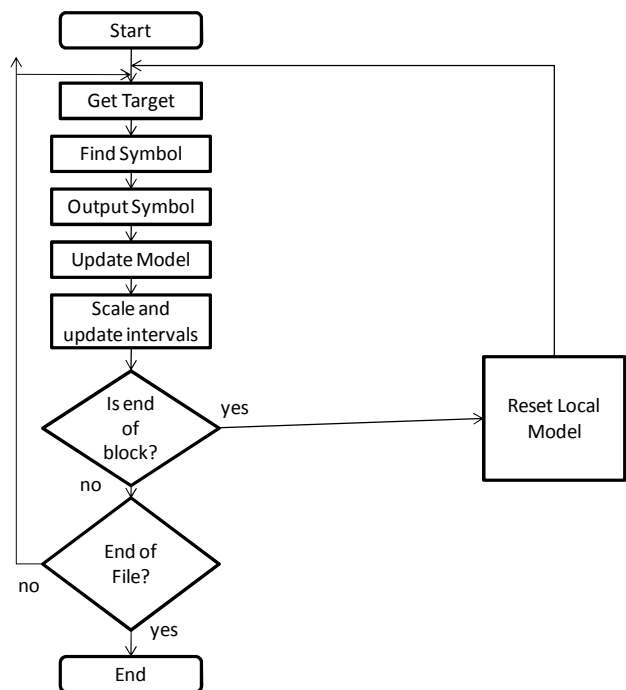 Start
Get Target
Find Symbol
Output Symbol
Update Model
Scale and
update intervals
Is end
of
block?
yes
Reset Local
Model
no
End of
File?
no
yes
End